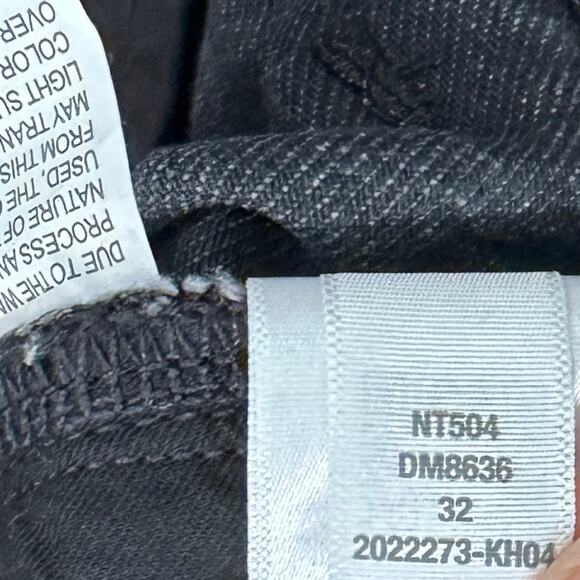 DUE TO THE WA
PROCESS AN
NATURE OF T
USED, THE
FROM THIS
MAY TRAN
LIGHT SU
COLOR
OVER
NT504
DM8636
32
2022273-KH04